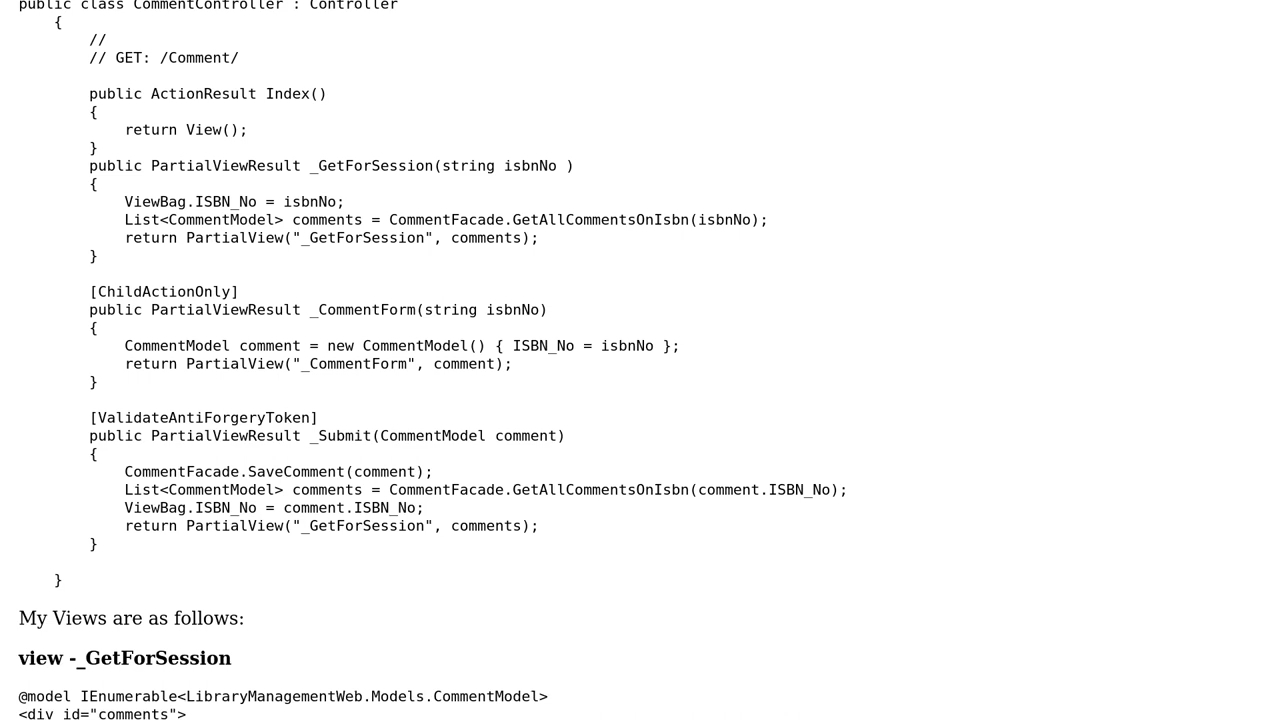 public class CommentController : Controller
    {
        //
        // GET: /Comment/

        public ActionResult Index()
        {
            return View();
        }
        public PartialViewResult _GetForSession(string isbnNo )
        {
            ViewBag.ISBN_No = isbnNo;
            List<CommentModel> comments = CommentFacade.GetAllCommentsOnIsbn(isbnNo);
            return PartialView("_GetForSession", comments);
        }

        [ChildActionOnly]
        public PartialViewResult _CommentForm(string isbnNo)
        {
            CommentModel comment = new CommentModel() { ISBN_No = isbnNo };
            return PartialView("_CommentForm", comment);
        }

        [ValidateAntiForgeryToken]
        public PartialViewResult _Submit(CommentModel comment)
        {
            CommentFacade.SaveComment(comment);
            List<CommentModel> comments = CommentFacade.GetAllCommentsOnIsbn(comment.ISBN_No);
            ViewBag.ISBN_No = comment.ISBN_No;
            return PartialView("_GetForSession", comments);
        }

    }
My Views are as follows:
view -_GetForSession
@model IEnumerable<LibraryManagementWeb.Models.CommentModel>
<div id="comments">